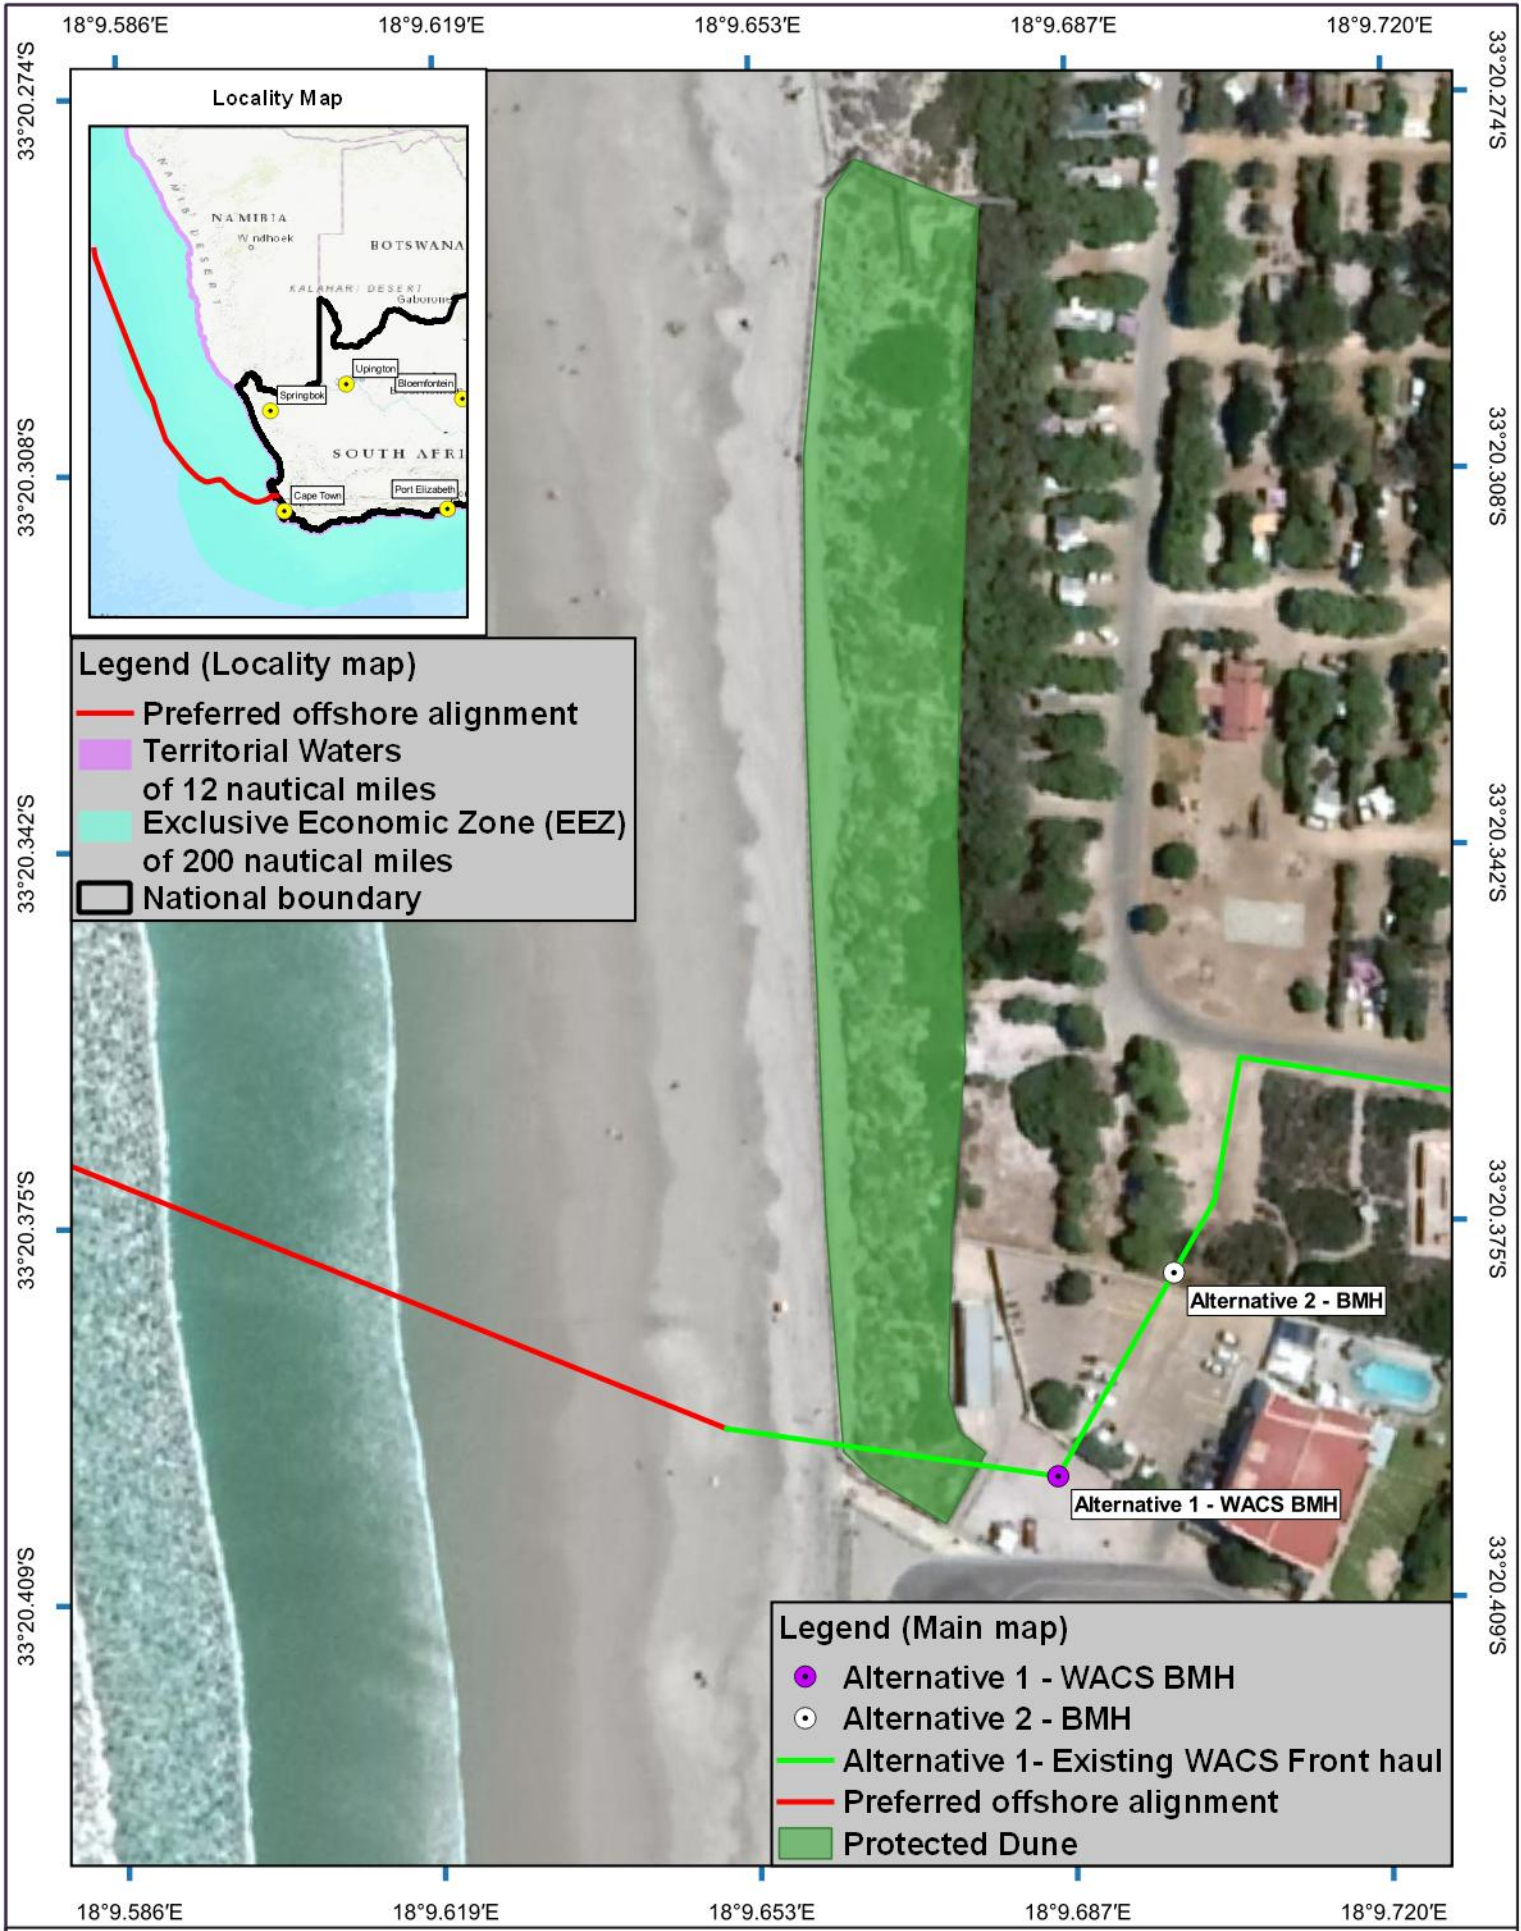 18°9.586'E 18°9.619'E 18°9.653'E 18°9.687'E 18°9.720'E
33°20.274'S
33°20.308'S
33°20.342'S
33°20.375'S
33°20.409'S
Locality Map
NAMIB DESERT
NAMIBIA
Windhoek
BOTSWANA
KALAHARI DESERT
Gaborone
Upington
Bloemfontein
Springbok
SOUTH AFRI
Cape Town
Port Elizabeth
Legend (Locality map)
Preferred offshore alignment
Territorial Waters
of 12 nautical miles
Exclusive Economic Zone (EEZ)
of 200 nautical miles
National boundary
Alternative 2 - BMH
Alternative 1 - WACS BMH
Legend (Main map)
Alternative 1 - WACS BMH
Alternative 2 - BMH
Alternative 1- Existing WACS Front haul
Preferred offshore alignment
Protected Dune
33°20.274'S
33°20.308'S
33°20.342'S
33°20.375'S
33°20.409'S
18°9.586'E 18°9.619'E 18°9.653'E 18°9.687'E 18°9.720'E